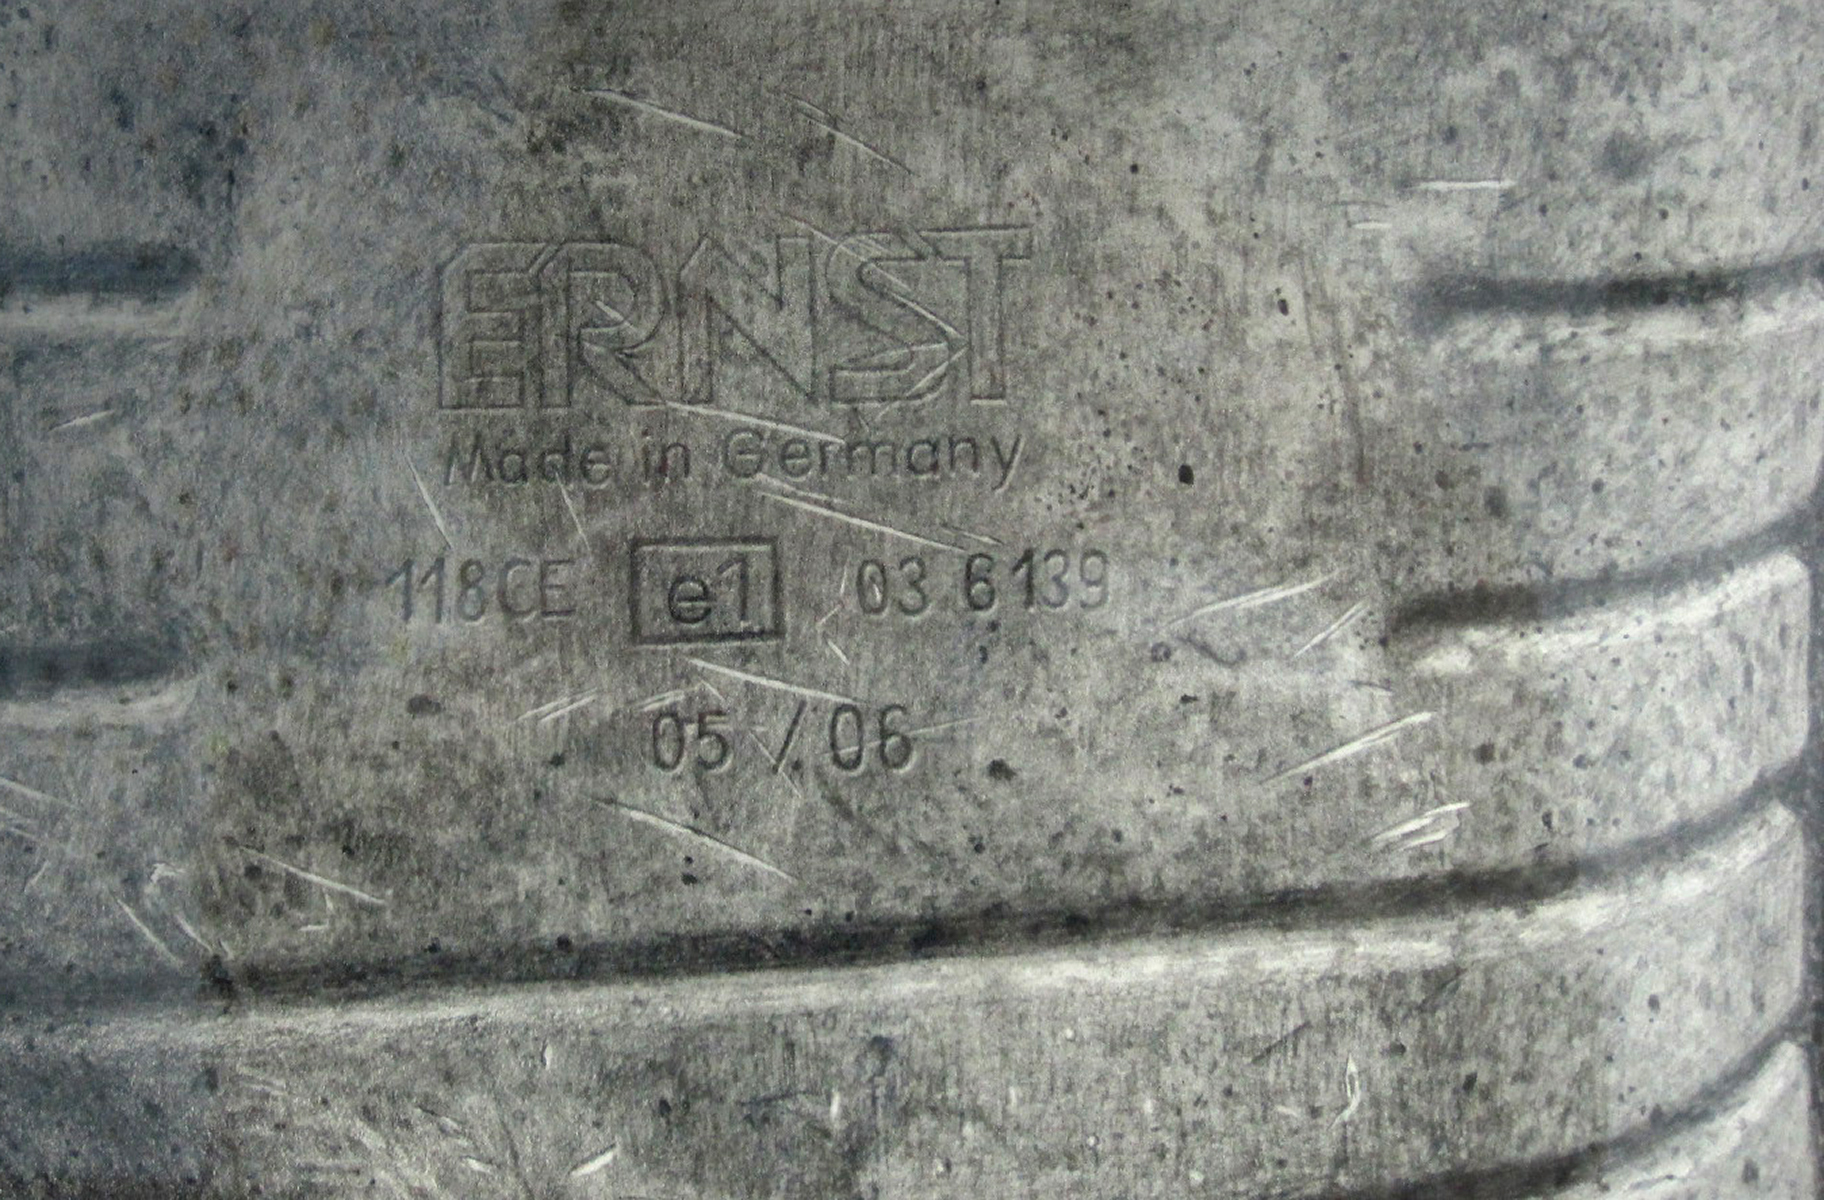 ERNST
Made in Germany
118CE e1 03 6139
05 / 06